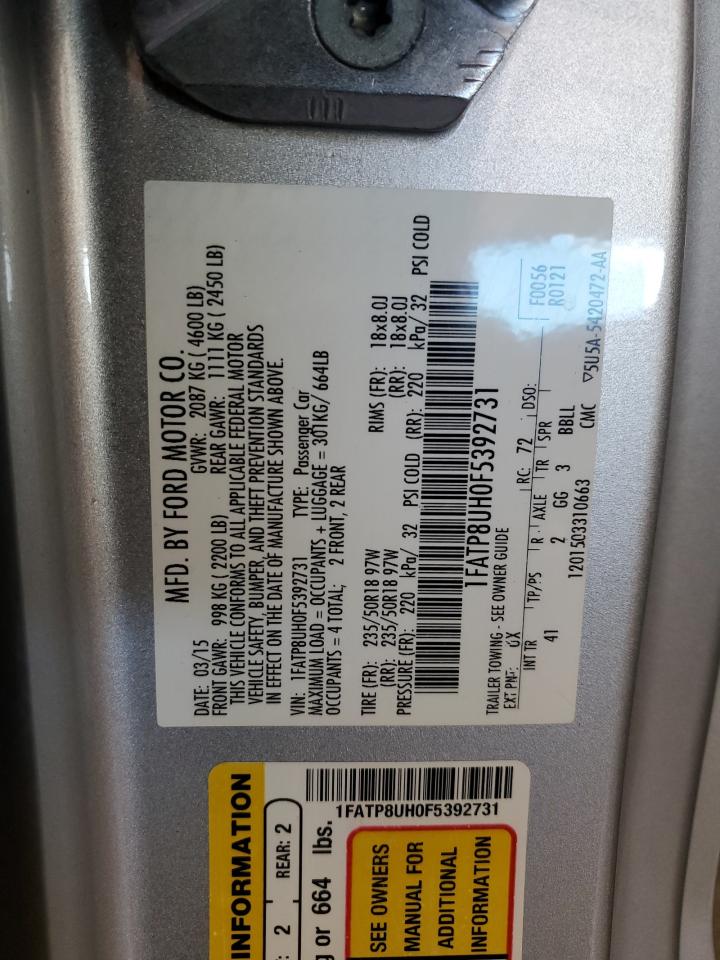 MFD. BY FORD MOTOR CO.
DATE: 03/15 GVWR: 2087 KG ( 4600 LB)
FRONT GAWR: 998 KG ( 2200 LB) REAR GAWR: 1111 KG ( 2450 LB)
THIS VEHICLE CONFORMS TO ALL APPLICABLE FEDERAL MOTOR
VEHICLE SAFETY, BUMPER, AND THEFT PREVENTION STANDARDS
IN EFFECT ON THE DATE OF MANUFACTURE SHOWN ABOVE.
VIN: 1FATP8UH0F5392731 TYPE: Passenger Car
MAXIMUM LOAD = OCCUPANTS + LUGGAGE = 301KG/ 664LB
OCCUPANTS = 4 TOTAL; 2 FRONT, 2 REAR
TIRE (FR): 235/50R18 97W RIMS (FR): 18x8.0J
(RR): 235/50R18 97W (RR): 18x8.0J
PRESSURE (FR): 220 kPa/ 32 PSI COLD (RR): 220 kPa/ 32 PSI COLD
1FATP8UH0F5392731
TRAILER TOWING - SEE OWNER GUIDE
EXT PNT: UX RC: 72 DSO:
INT TR TP/PS R AXLE TR SPR
41 2 GG 3 BBLL
1201503310663 CMC
F0056
R0121
▽5U5A-5420472-AA
INFORMATION
: 2 REAR: 2
g or 664 lbs.
1FATP8UH0F5392731
SEE OWNERS
MANUAL FOR
ADDITIONAL
INFORMATION